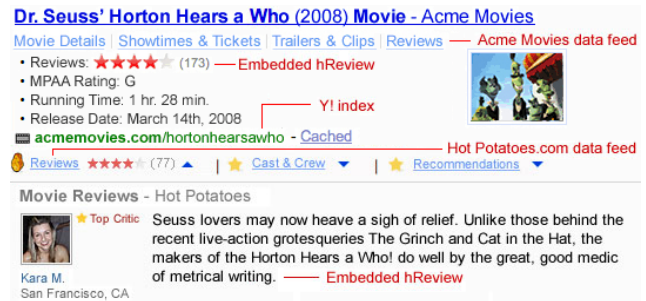 Dr. Seuss' Horton Hears a Who (2008) Movie - Acme Movies
Movie Details | Showtimes & Tickets | Trailers & Clips | Reviews Acme Movies data feed
• Reviews: (173) Embedded hReview
• MPAA Rating: G
• Running Time: 1 hr. 28 min.
• Release Date: March 14th, 2008 Y! index
acmemovies.com/hortonhearsawho - Cached
Hot Potatoes.com data feed
Reviews (77) | Cast & Crew | Recommendations
Movie Reviews - Hot Potatoes
Top Critic
Seuss lovers may now heave a sigh of relief. Unlike those behind the
recent live-action grotesqueries The Grinch and Cat in the Hat, the
makers of the Horton Hears a Who! do well by the great, good medic
of metrical writing. Embedded hReview
Kara M.
San Francisco, CA